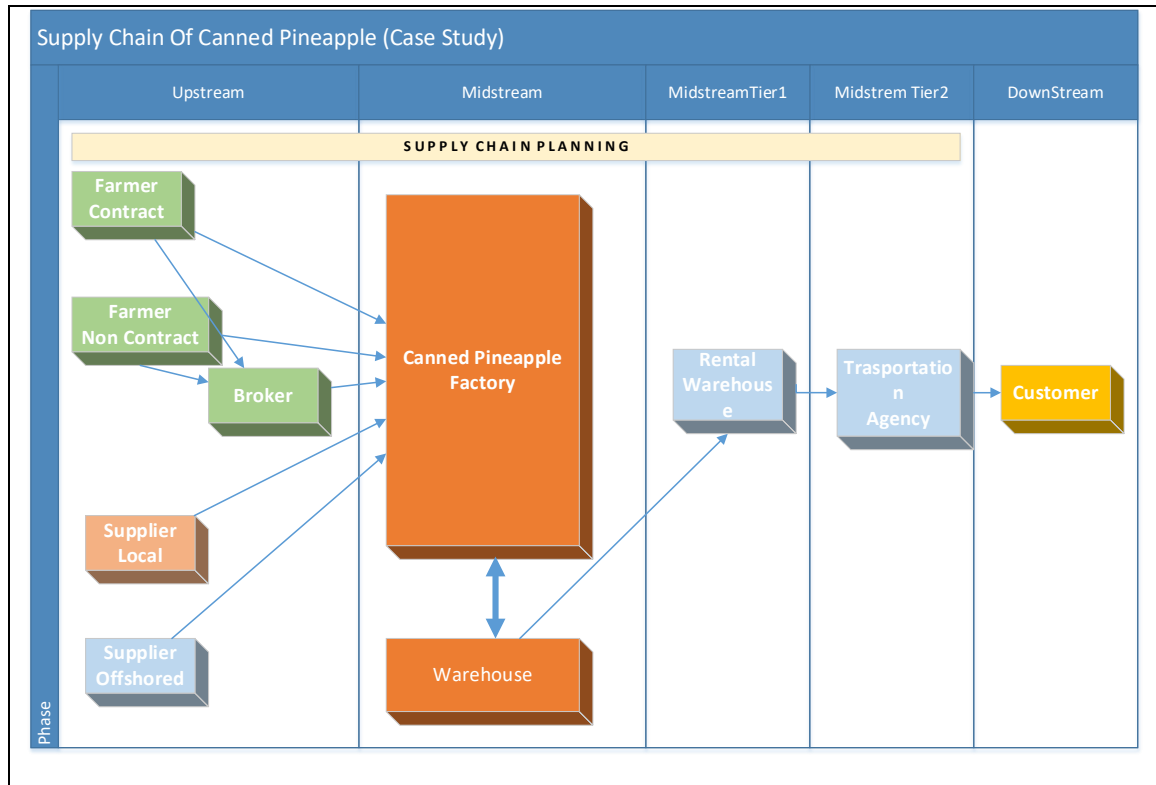 Supply Chain Of Canned Pineapple (Case Study)
Upstream
Midstream
MidstreamTier1
Midstrem Tier2
DownStream
SUPPLY CHAIN PLANNING
Farmer
Contract
Farmer
Non Contract
Broker
Supplier
Local
Supplier
Offshored
Canned Pineapple
Factory
Warehouse
Rental
Warehous
e
Trasportatio
n
Agency
Customer
Phase